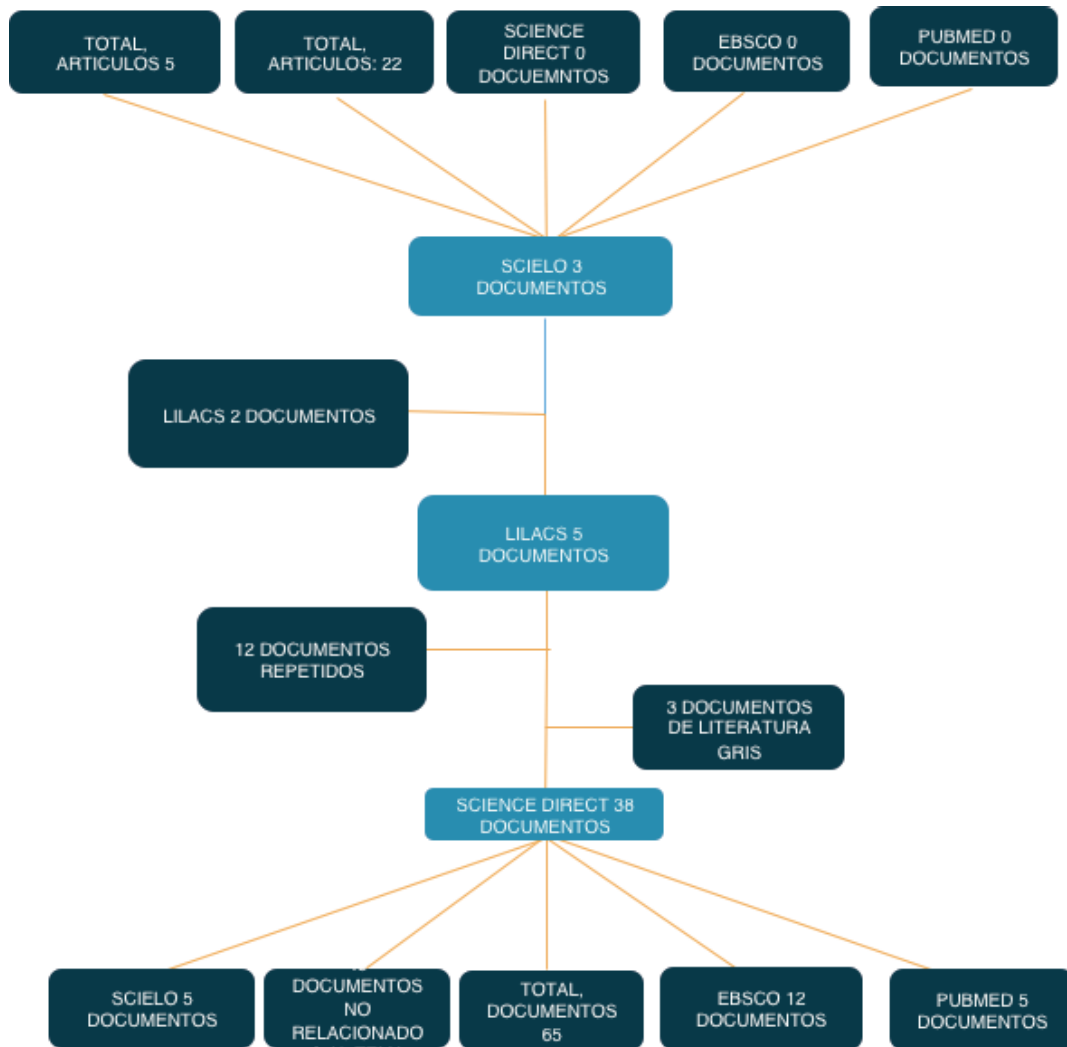 TOTAL,
ARTICULOS 5
TOTAL,
ARTICULOS: 22
SCIENCE
DIRECT 0
DOCUEMNTOS
EBSCO 0
DOCUMENTOS
PUBMED 0
DOCUMENTOS
SCIELO 3
DOCUMENTOS
LILACS 2 DOCUMENTOS
LILACS 5
DOCUMENTOS
12 DOCUMENTOS
REPETIDOS
3 DOCUMENTOS
DE LITERATURA
GRIS
SCIENCE DIRECT 38
DOCUMENTOS
SCIELO 5
DOCUMENTOS
DOCUMENTOS
NO
RELACIONADO
TOTAL,
DOCUMENTOS
65
EBSCO 12
DOCUMENTOS
PUBMED 5
DOCUMENTOS